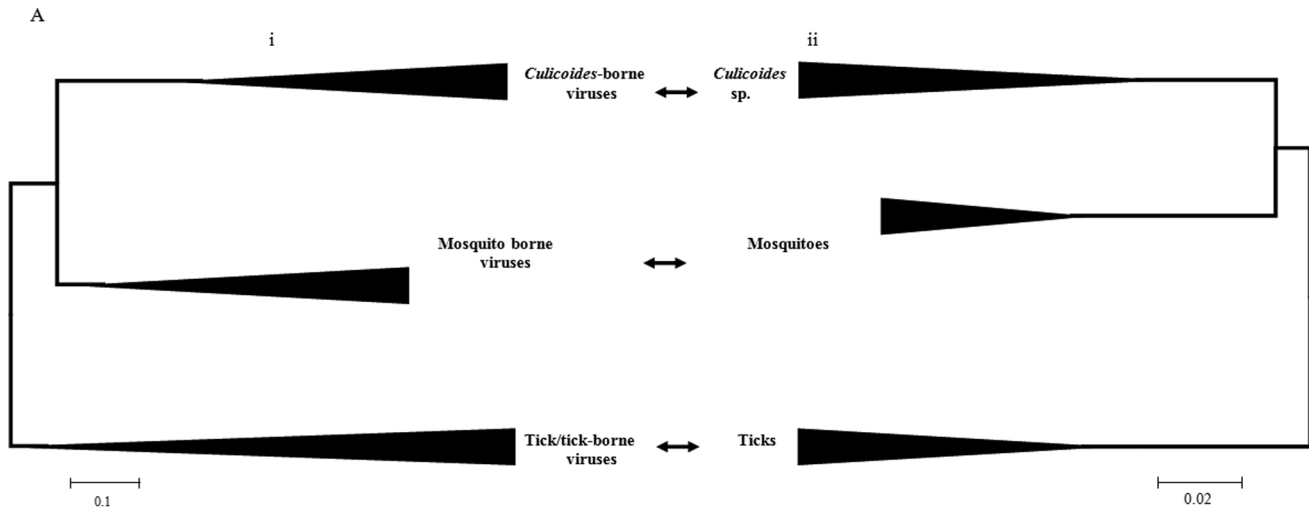 A
i
ii
Culicoides-borne
viruses
Culicoides
sp.
Mosquito borne
viruses
Mosquitoes
Tick/tick-borne
viruses
Ticks
0.1
0.02